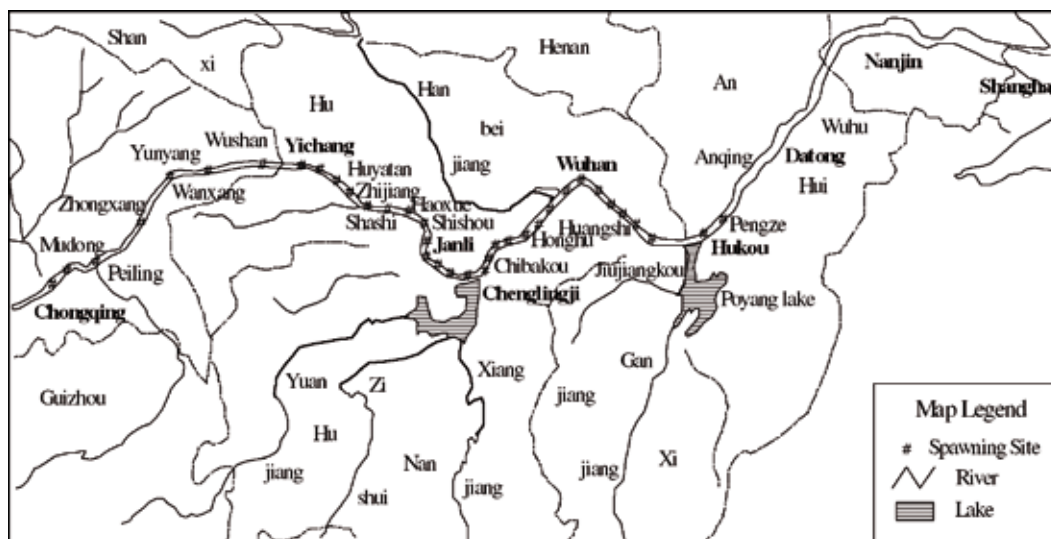 Shan
Henan
Nanjin
xi
Han
An
Shangha
Hu
bei
Wuhu
Wushan
Yichang
Yunyang
jiang
Wuhan
Anqing
Datong
Huyatan
Hui
Wanxang
Zhijiang
Zhongxang
Haoxue
Shashi
Shishou
Huangshi
Pengze
Mudong
Janli
Honghu
Hukou
Peiling
Chibakou
Jiujiangkou
Chongqing
Chenglingji
Poyang lake
Guizhou
Yuan
Zi
Xiang
Gan
jiang
Map Legend
Hu
# Spawning Site
Nan
Xi
River
jiang
shui
jiang
jiang
Lake